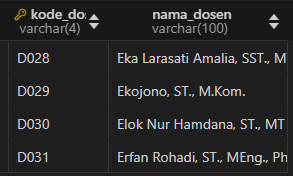 kode_dos nama_dosen
varchar(4) varchar(100)
D028 Eka Larasati Amalia, SST., M
D029 Ekojono, ST., M.Kom.
D030 Elok Nur Hamdana, ST., MT
D031 Erfan Rohadi, ST., MEng., Ph